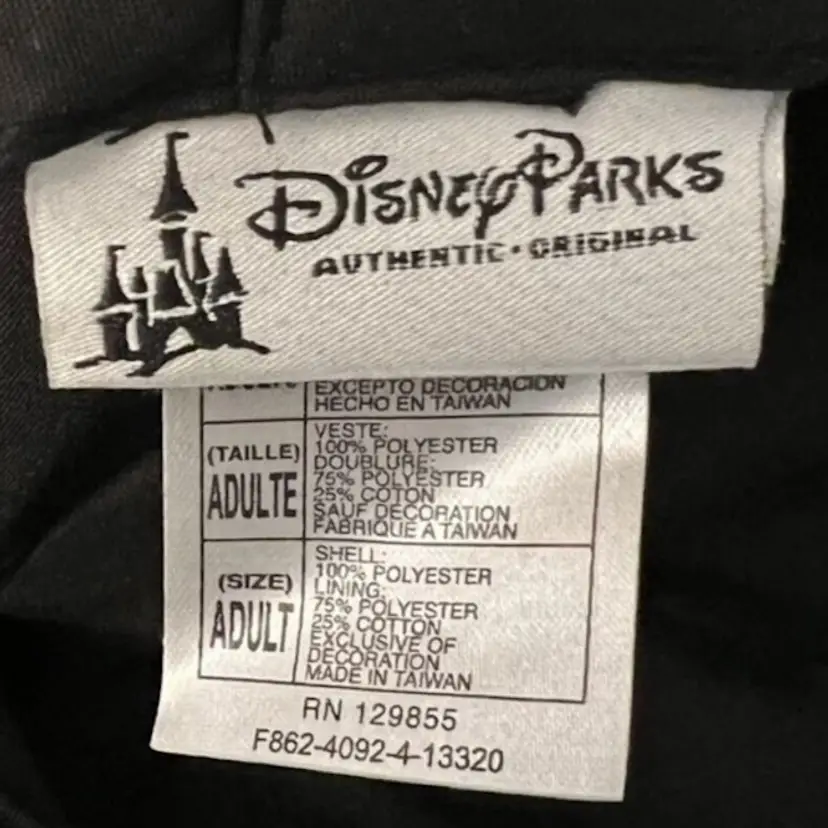 DISNEY PARKS
AUTHENTIC • ORIGINAL
EXCEPTO DECORACION
HECHO EN TAIWAN
(TAILLE)
ADULTE
VESTE:
100% POLYESTER
DOUBLURE:
75% POLYESTER
25% COTON
SAUF DECORATION
FABRIQUE A TAIWAN
(SIZE)
ADULT
SHELL:
100% POLYESTER
LINING:
75% POLYESTER
25% COTTON
EXCLUSIVE OF
DECORATION
MADE IN TAIWAN
RN 129855
F862-4092-4-13320